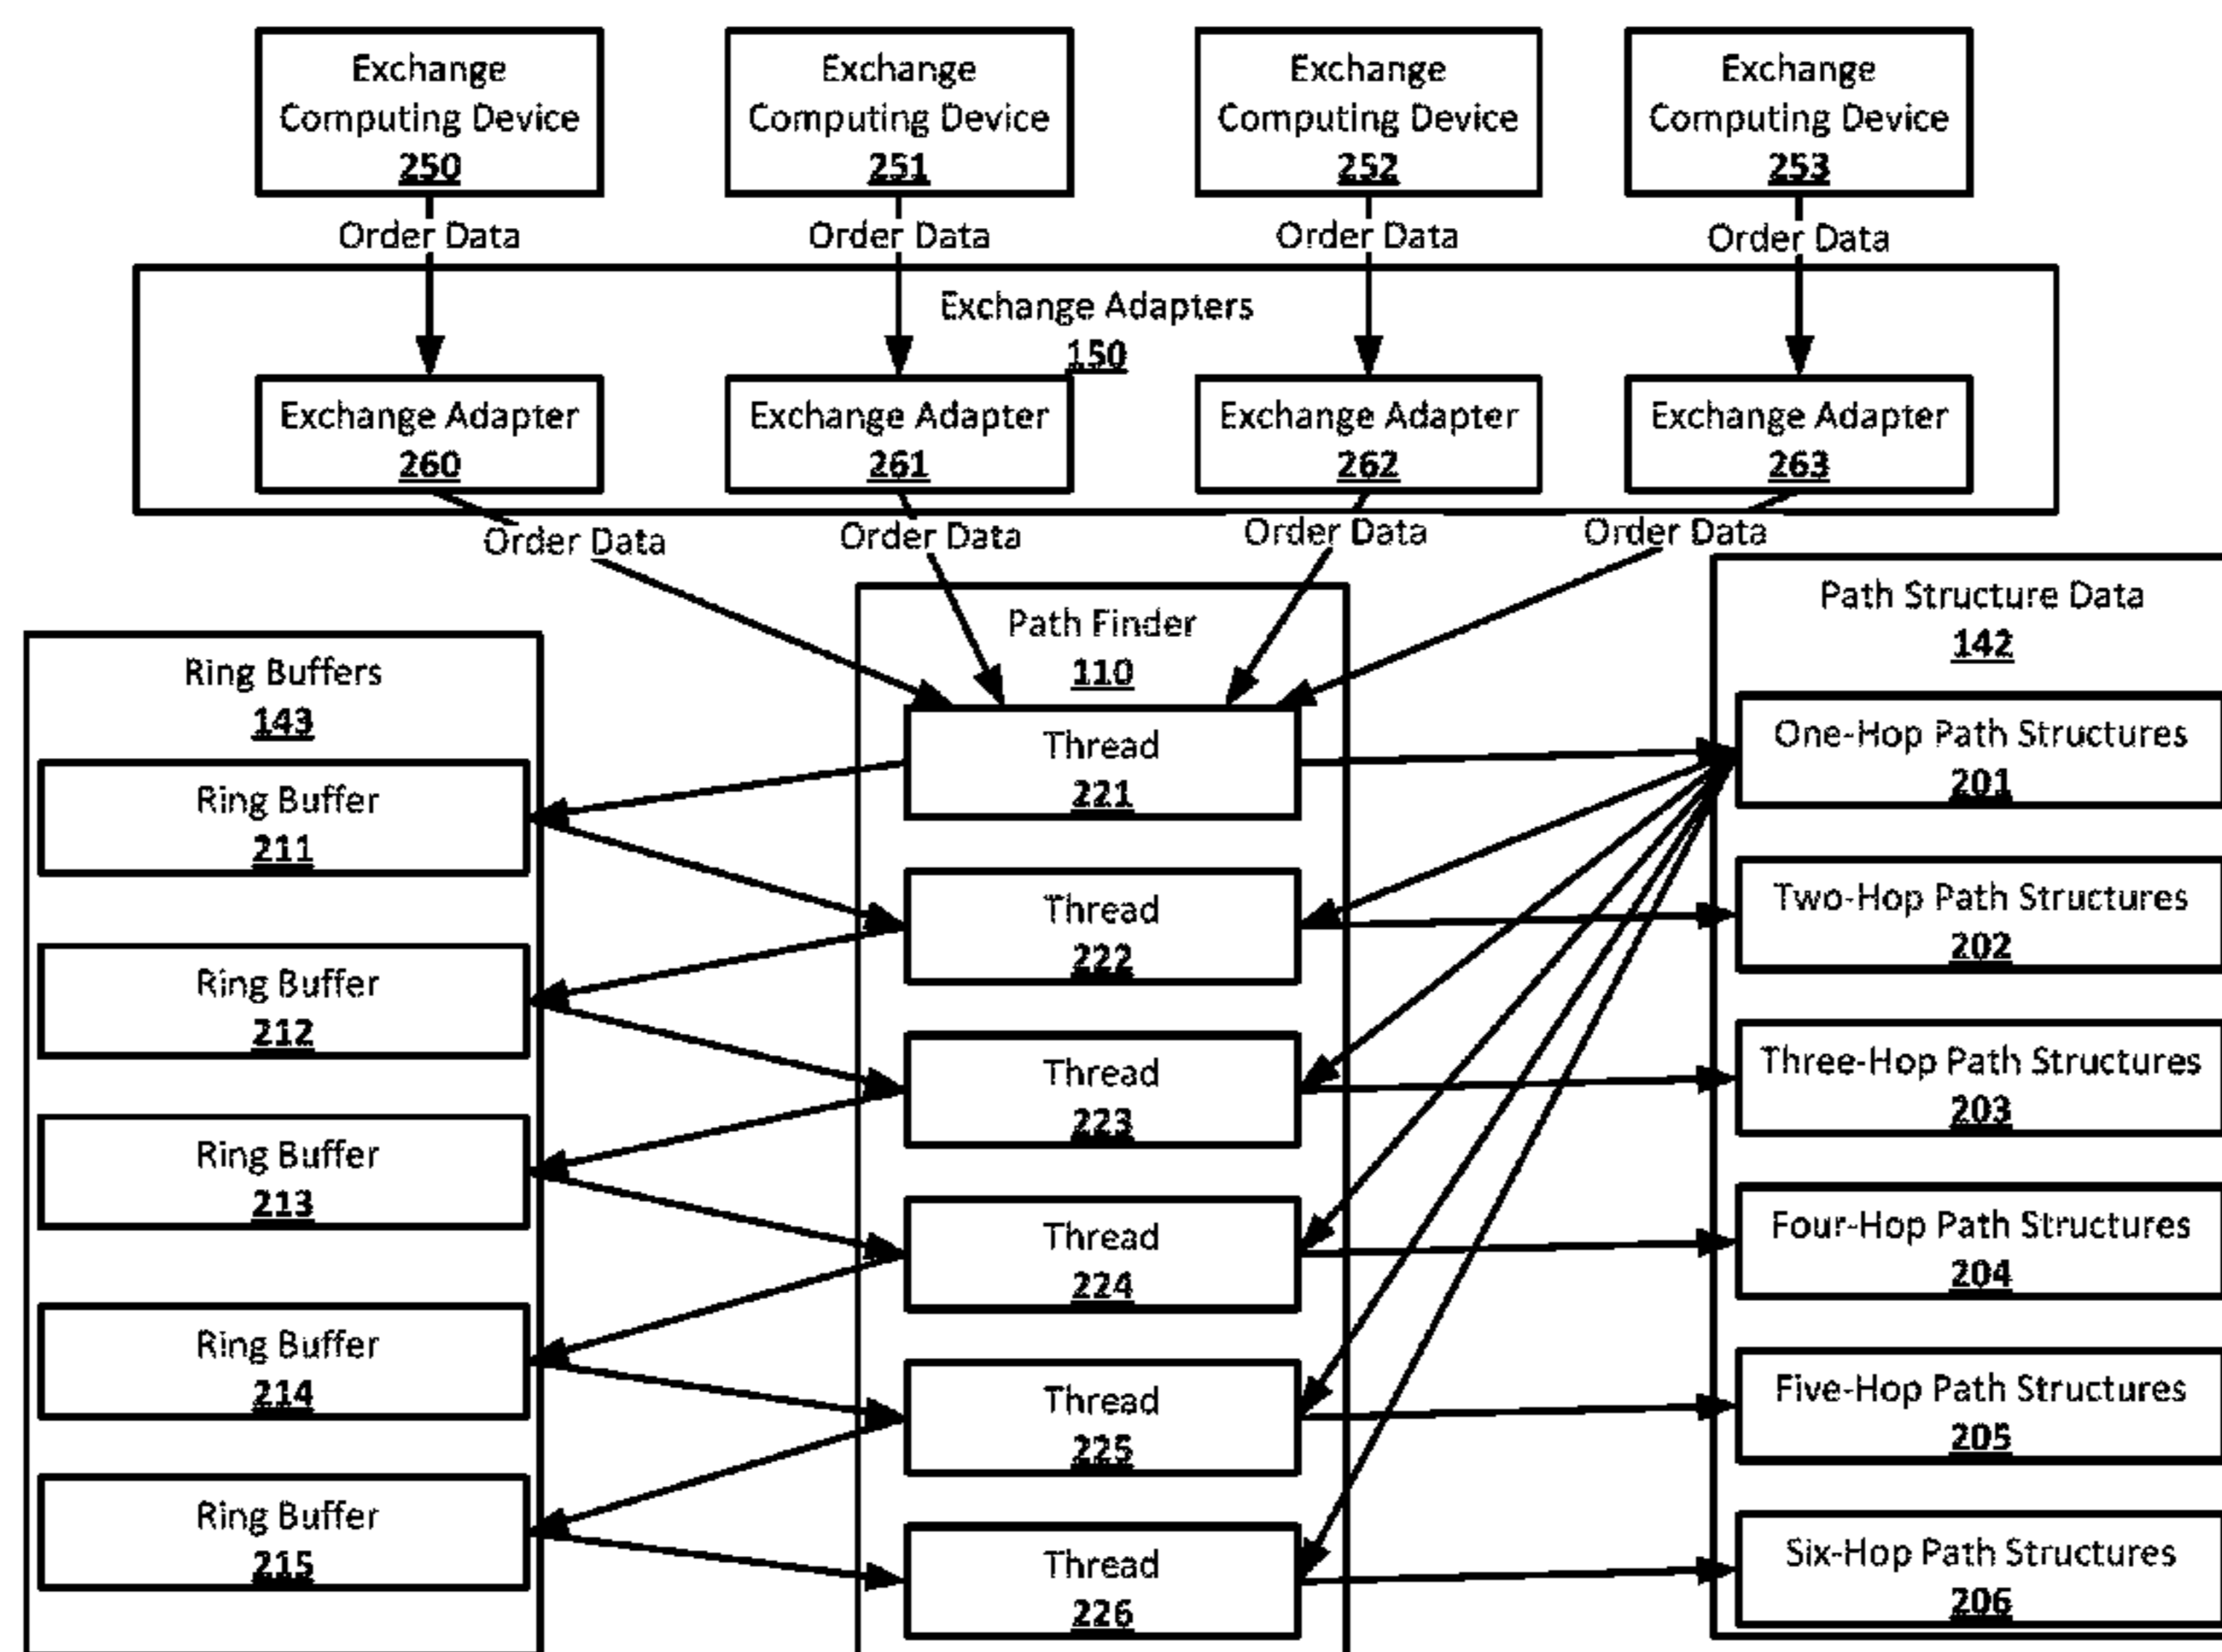 Exchange
Computing Device
250
Exchange
Computing Device
251
Exchange
Computing Device
252
Exchange
Computing Device
253
Order Data
Order Data
Order Data
Order Data
Exchange Adapters
150
Exchange Adapter
260
Exchange Adapter
261
Exchange Adapter
262
Exchange Adapter
263
Order Data
Order Data
Order Data
Order Data
Ring Buffers
143
Ring Buffer
211
Ring Buffer
212
Ring Buffer
213
Ring Buffer
214
Ring Buffer
215
Path Finder
110
Thread
221
Thread
222
Thread
223
Thread
224
Thread
225
Thread
226
Path Structure Data
142
One-Hop Path Structures
201
Two-Hop Path Structures
202
Three-Hop Path Structures
203
Four-Hop Path Structures
204
Five-Hop Path Structures
205
Six-Hop Path Structures
206